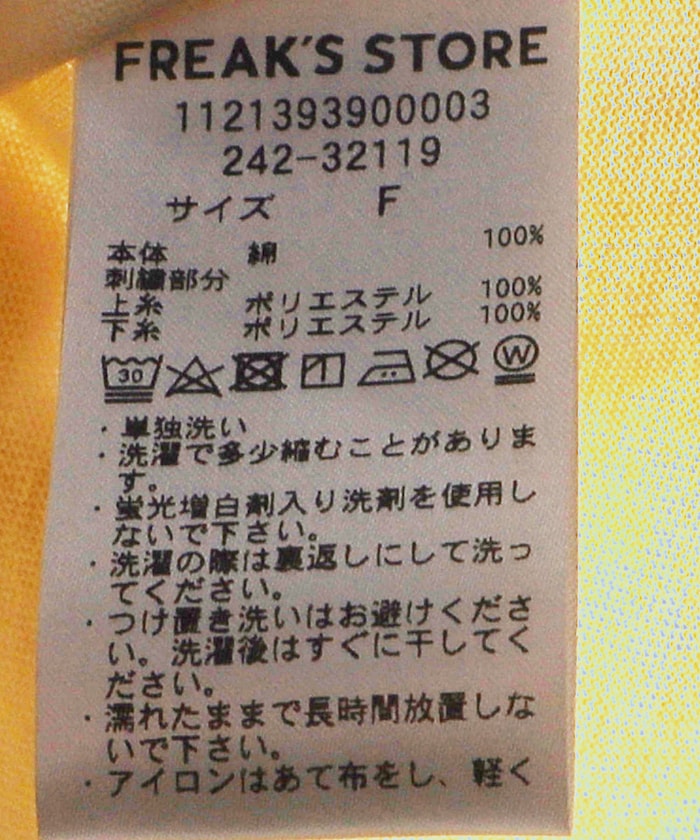 FREAK'S STORE
1121393900003
242-32119
サイズ F
本体 綿 100%
刺繍部分
上糸 ポリエステル 100%
下糸 ポリエステル 100%
30 W
・単独洗い
・洗濯で多少縮むことがありま
す。
・蛍光増白剤入り洗剤を使用し
ないで下さい。
・洗濯の際は裏返しにして洗っ
てください。
・つけ置き洗いはお避けくださ
い。洗濯後はすぐに干してく
ださい。
・濡れたままで長時間放置しな
いで下さい。
・アイロンはあて布をし、軽く